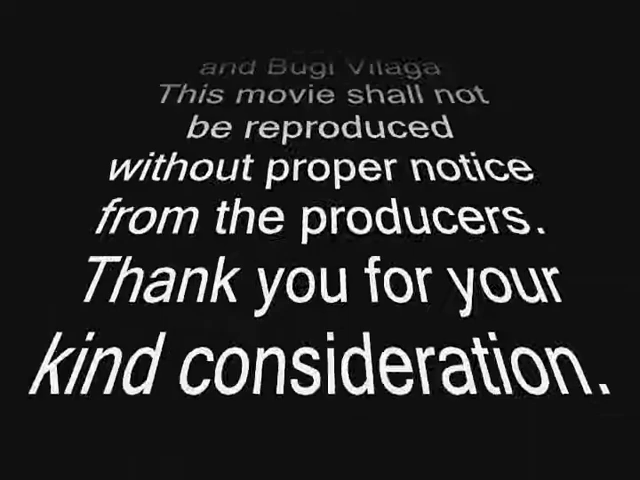 and Bugi Vilaga
This movie shall not
be reproduced
without proper notice
from the producers.
Thank you for your
kind consideration.